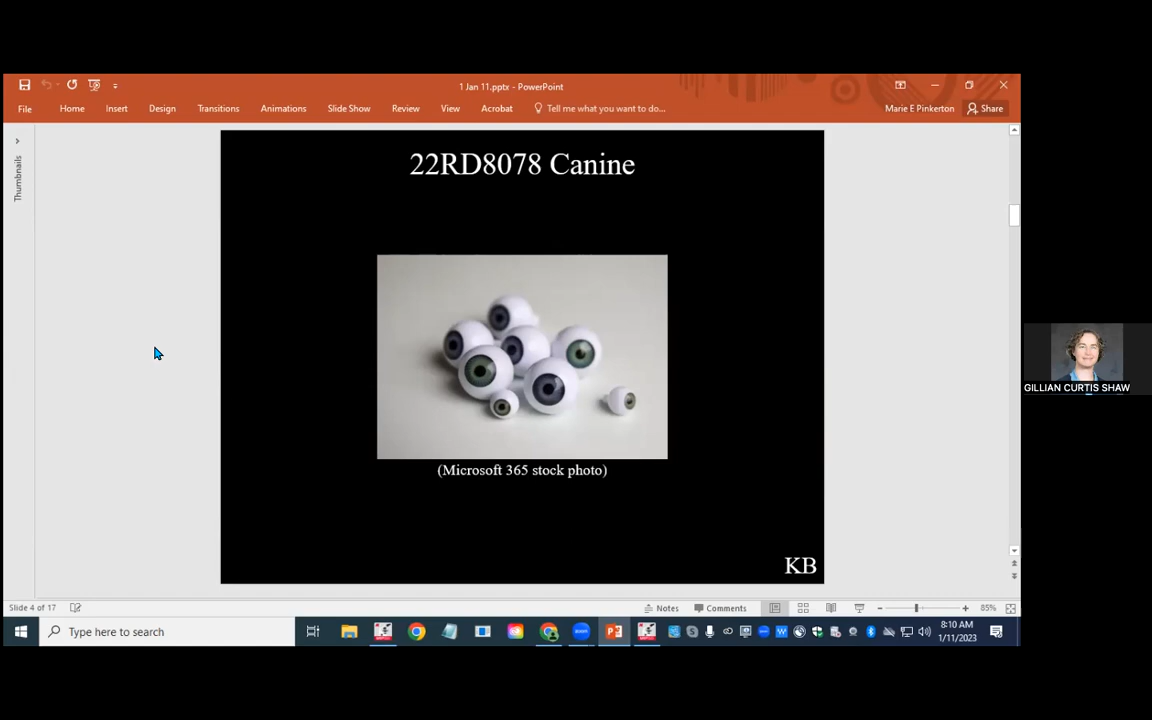 1 Jan 11.pptx - PowerPoint
File Home Insert Design Transitions Animations Slide Show Review View Acrobat Tell me what you want to do... Marie E Pinkerton Share
Thumbnails
22RD8078 Canine
(Microsoft 365 stock photo)
KB
GILLIAN CURTIS SHAW
Slide 4 of 17 Notes Comments 85%
Type here to search
8:10 AM
1/11/2023